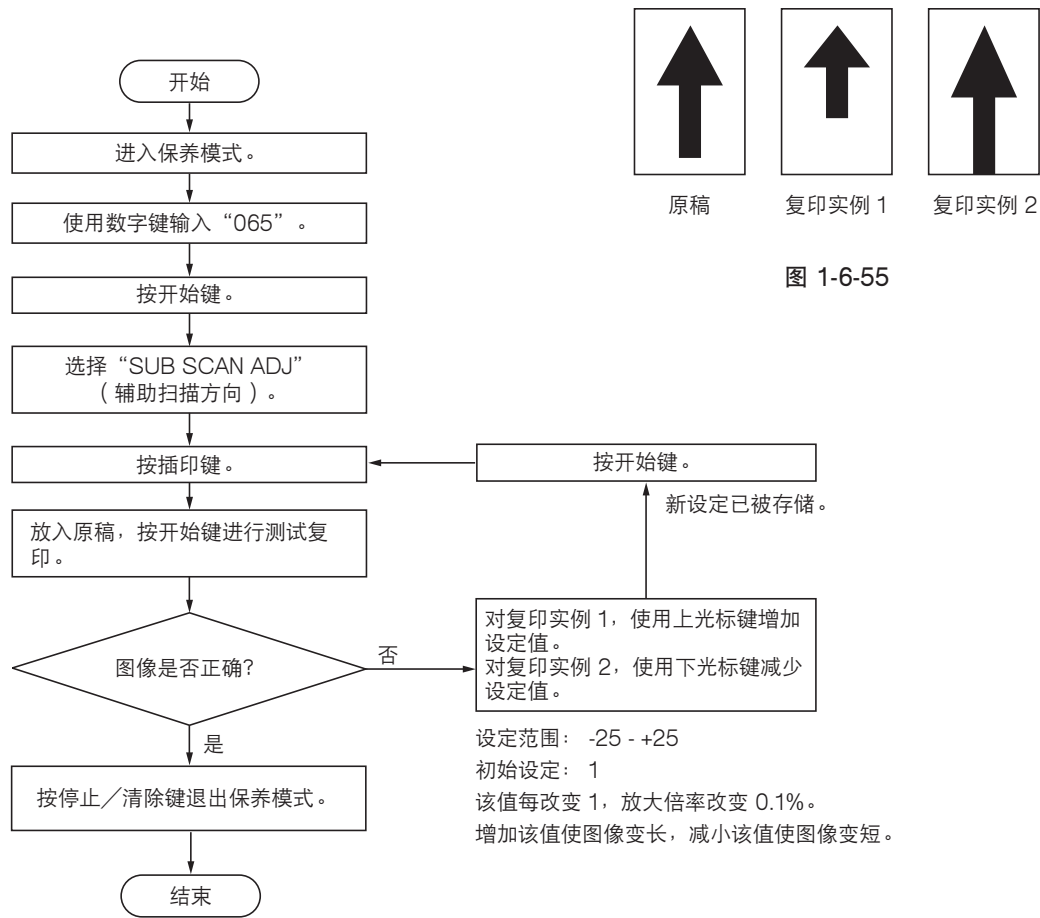 开始
进入保养模式。
使用数字键输入“065”。
按开始键。
选择“SUB SCAN ADJ”
（辅助扫描方向）。
按插印键。
放入原稿，按开始键进行测试复
印。
图像是否正确?
否
是
按停止／清除键退出保养模式。
结束
按开始键。
新设定已被存储。
对复印实例 1，使用上光标键增加
设定值。
对复印实例 2，使用下光标键减少
设定值。
设定范围： -25 - +25
初始设定： 1
该值每改变 1，放大倍率改变 0.1%。
增加该值使图像变长，减小该值使图像变短。
原稿
复印实例 1
复印实例 2
图 1-6-55